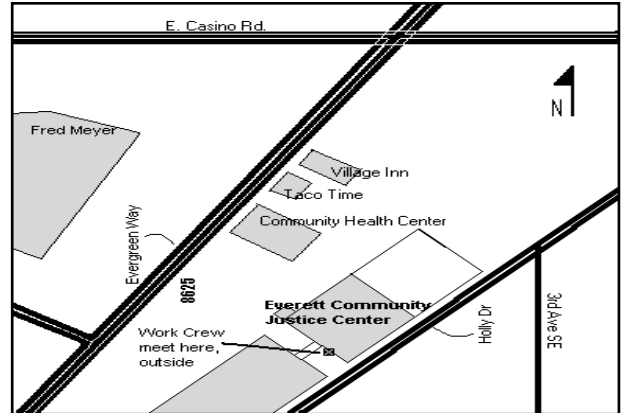 E. Casino Rd.
N
Fred Meyer
Village Inn
Taco Time
Community Health Center
Evergreen Way
8625
Everett Community
Justice Center
Work Crew
meet here,
outside
Holly Dr
3rd Ave SE